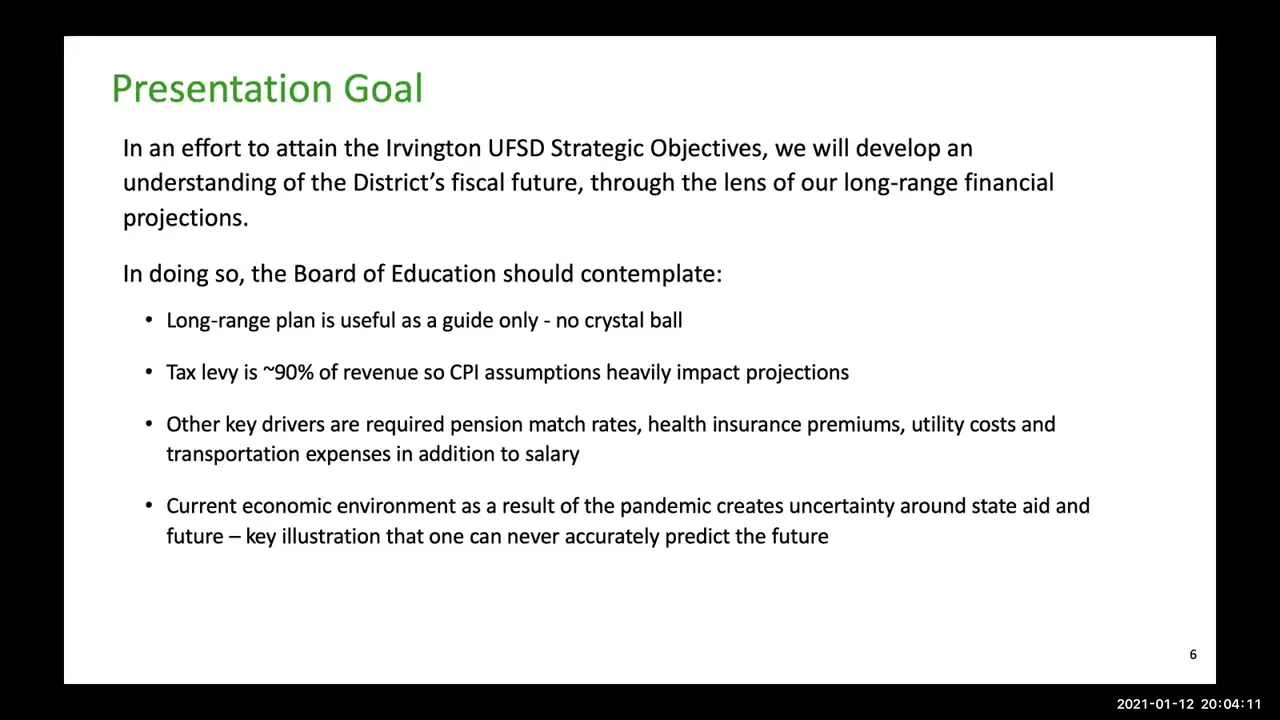 Presentation Goal
In an effort to attain the Irvington UFSD Strategic Objectives, we will develop an
understanding of the District’s fiscal future, through the lens of our long-range financial
projections.
In doing so, the Board of Education should contemplate:
• Long-range plan is useful as a guide only - no crystal ball
• Tax levy is ~90% of revenue so CPI assumptions heavily impact projections
• Other key drivers are required pension match rates, health insurance premiums, utility costs and
transportation expenses in addition to salary
• Current economic environment as a result of the pandemic creates uncertainty around state aid and
future – key illustration that one can never accurately predict the future
6
2021-01-12 20:04:11